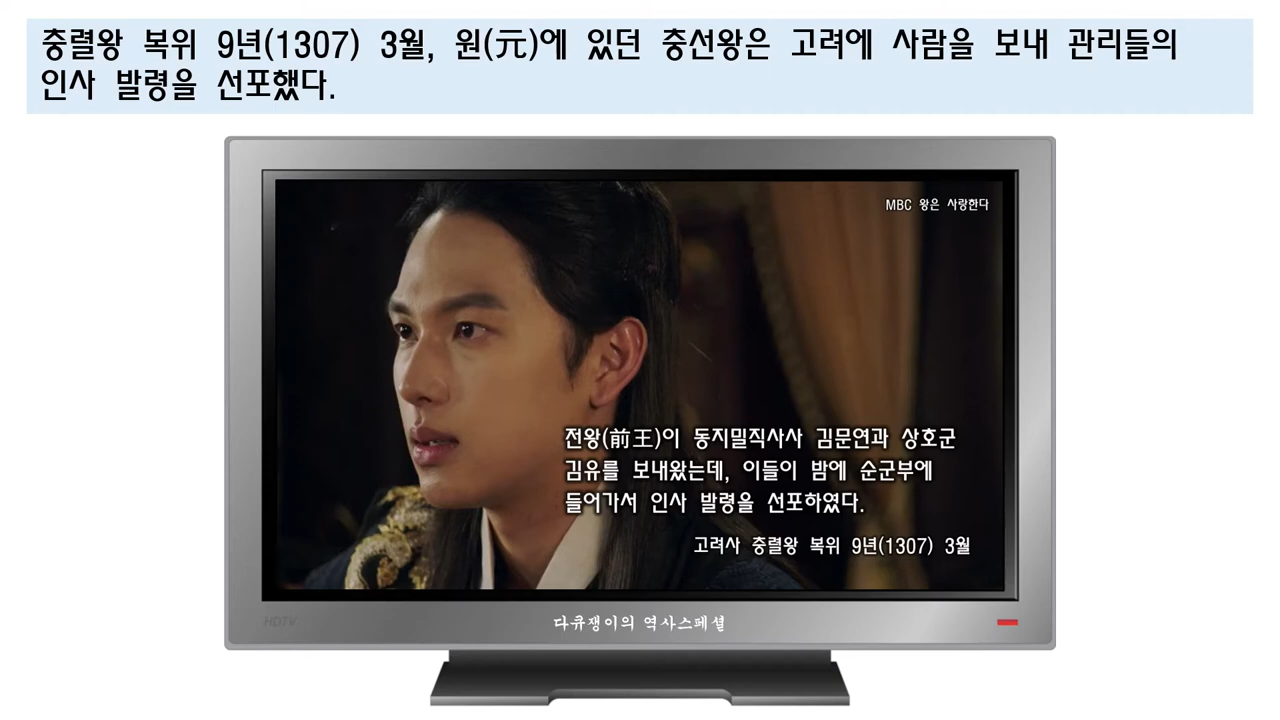 충렬왕 복위 9년(1307) 3월, 원(元)에 있던 충선왕은 고려에 사람을 보내 관리들의
인사 발령을 선포했다.
MBC 왕은 사랑한다
전왕(前王)이 동지밀직사사 김문연과 상호군
김유를 보내왔는데, 이들이 밤에 순군부에
들어가서 인사 발령을 선포하였다.
고려사 충렬왕 복위 9년(1307) 3월
HDTV
다큐쟁이의 역사스페셜